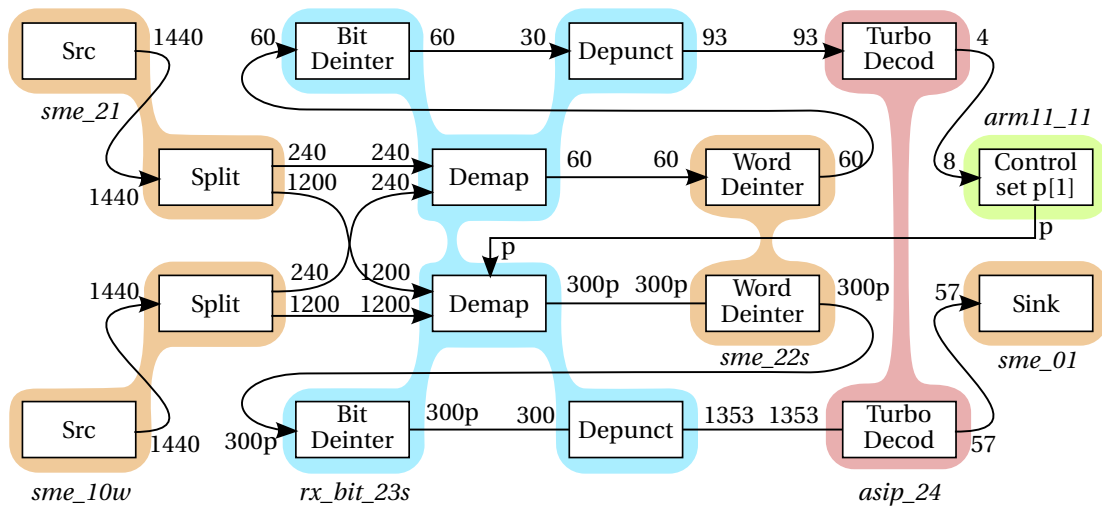 Src
1440
sme_21
1440
Split
240
1200
240
240
60
Bit
Deinter
60
30
Depunct
93
93
Turbo
Decod
4
arm11_11
8
Control
set p[1]
p
Demap
60
60
Word
Deinter
60
p
1440
Split
240
1200
1200
1200
Demap
300p
300p
Word
Deinter
300p
sme_22s
57
Sink
sme_01
Src
1440
sme_10w
300p
Bit
Deinter
300p
300
Depunct
1353
1353
Turbo
Decod
57
rx_bit_23s
asip_24